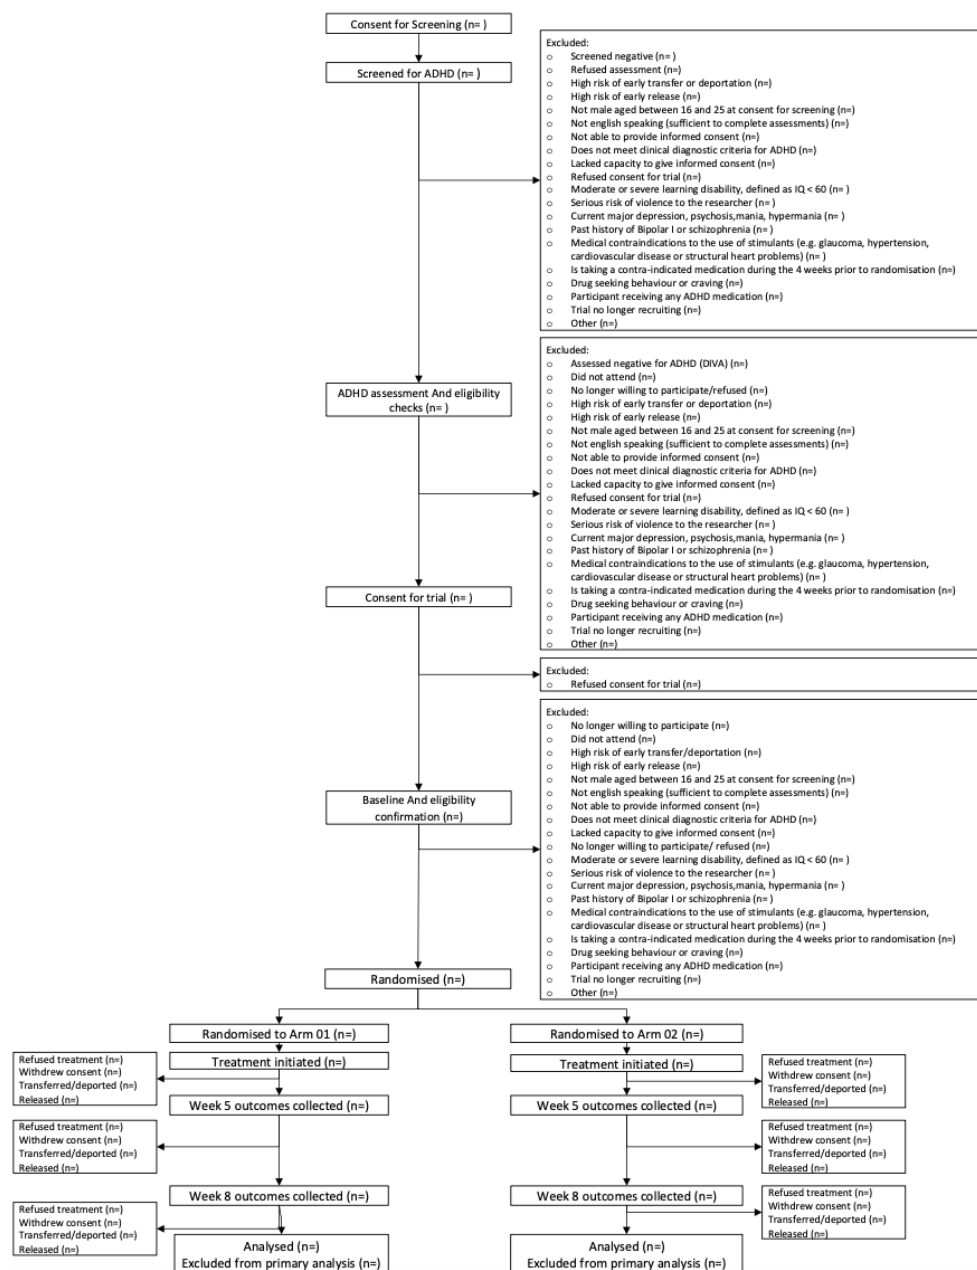 Consent for Screening (n= )
Screened for ADHD (n= )
Excluded:
o Screened negative (n= )
o Refused assessment (n=)
o High risk of early transfer or deportation (n=)
o High risk of early release (n=)
o Not male aged between 16 and 25 at consent for screening (n=)
o Not english speaking (sufficient to complete assessments) (n=)
o Not able to provide informed consent (n=)
o Does not meet clinical diagnostic criteria for ADHD (n=)
o Lacked capacity to give informed consent (n=)
o Refused consent for trial (n=)
o Moderate or severe learning disability, defined as IQ < 60 (n= )
o Serious risk of violence to the researcher (n= )
o Current major depression, psychosis,mania, hypermania (n= )
o Past history of Bipolar I or schizophrenia (n= )
o Medical contraindications to the use of stimulants (e.g. glaucoma, hypertension,
cardiovascular disease or structural heart problems) (n= )
o Is taking a contra-indicated medication during the 4 weeks prior to randomisation (n=)
o Drug seeking behaviour or craving (n=)
o Participant receiving any ADHD medication (n=)
o Trial no longer recruiting (n=)
o Other (n=)
ADHD assessment And eligibility
checks (n= )
Excluded:
o Assessed negative for ADHD (DIVA) (n=)
o Did not attend (n=)
o No longer willing to participate/refused (n=)
o High risk of early transfer or deportation (n=)
o High risk of early release (n=)
o Not male aged between 16 and 25 at consent for screening (n=)
o Not english speaking (sufficient to complete assessments) (n=)
o Not able to provide informed consent (n=)
o Does not meet clinical diagnostic criteria for ADHD (n=)
o Lacked capacity to give informed consent (n=)
o Refused consent for trial (n=)
o Moderate or severe learning disability, defined as IQ < 60 (n= )
o Serious risk of violence to the researcher (n= )
o Current major depression, psychosis,mania, hypermania (n= )
o Past history of Bipolar I or schizophrenia (n= )
o Medical contraindications to the use of stimulants (e.g. glaucoma, hypertension,
cardiovascular disease or structural heart problems) (n= )
o Is taking a contra-indicated medication during the 4 weeks prior to randomisation (n=)
o Drug seeking behaviour or craving (n=)
o Participant receiving any ADHD medication (n=)
o Trial no longer recruiting (n=)
o Other (n=)
Consent for trial (n= )
Excluded:
o Refused consent for trial (n=)
Baseline And eligibility
confirmation (n=)
Excluded:
o No longer willing to participate (n=)
o Did not attend (n=)
o High risk of early transfer/deportation (n=)
o High risk of early release (n=)
o Not male aged between 16 and 25 at consent for screening (n=)
o Not english speaking (sufficient to complete assessments) (n=)
o Not able to provide informed consent (n=)
o Does not meet clinical diagnostic criteria for ADHD (n=)
o Lacked capacity to give informed consent (n=)
o No longer willing to participate/ refused (n=)
o Moderate or severe learning disability, defined as IQ < 60 (n= )
o Serious risk of violence to the researcher (n= )
o Current major depression, psychosis,mania, hypermania (n= )
o Past history of Bipolar I or schizophrenia (n= )
o Medical contraindications to the use of stimulants (e.g. glaucoma, hypertension,
cardiovascular disease or structural heart problems) (n= )
o Is taking a contra-indicated medication during the 4 weeks prior to randomisation (n=)
o Drug seeking behaviour or craving (n=)
o Participant receiving any ADHD medication (n=)
o Trial no longer recruiting (n=)
o Other (n=)
Randomised (n=)
Randomised to Arm 01 (n=)
Treatment initiated (n=)
Refused treatment (n=)
Withdrew consent (n=)
Transferred/deported (n=)
Released (n=)
Week 5 outcomes collected (n=)
Refused treatment (n=)
Withdrew consent (n=)
Transferred/deported (n=)
Released (n=)
Week 8 outcomes collected (n=)
Refused treatment (n=)
Withdrew consent (n=)
Transferred/deported (n=)
Released (n=)
Analysed (n=)
Excluded from primary analysis (n=)
Randomised to Arm 02 (n=)
Treatment initiated (n=)
Refused treatment (n=)
Withdrew consent (n=)
Transferred/deported (n=)
Released (n=)
Week 5 outcomes collected (n=)
Refused treatment (n=)
Withdrew consent (n=)
Transferred/deported (n=)
Released (n=)
Week 8 outcomes collected (n=)
Refused treatment (n=)
Withdrew consent (n=)
Transferred/deported (n=)
Released (n=)
Analysed (n=)
Excluded from primary analysis (n=)